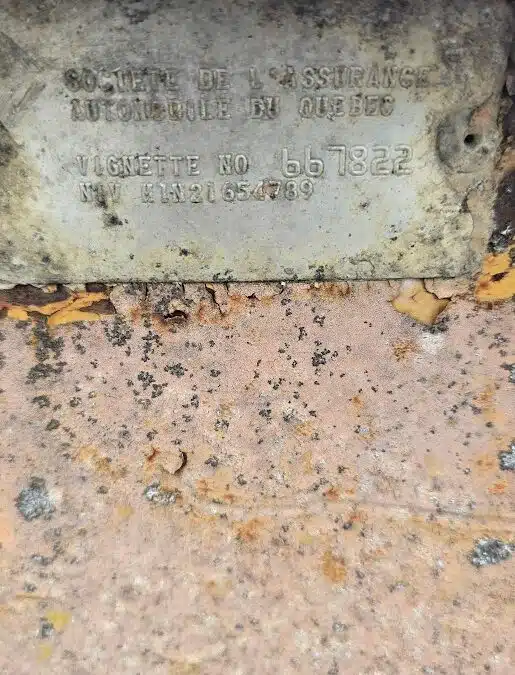 SOCIETE DE L'ASSURANCE
AUTOMOBILE DU QUEBEC
VIGNETTE NO 667822
NIV K1N21654789